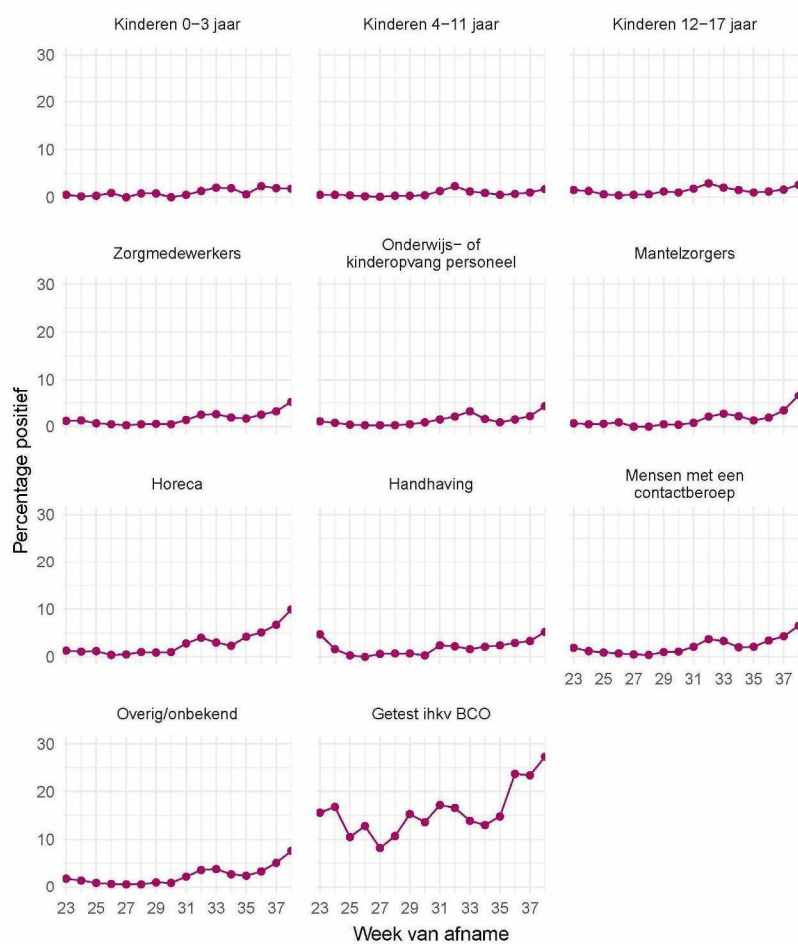 Kinderen 0−3 jaar
Kinderen 4−11 jaar
Kinderen 12−17 jaar
30
20
10
0
Zorgmedewerkers
Onderwijs− of
kinderopvang personeel
Mantelzorgers
30
20
10
0
Percentage positief
Horeca
Handhaving
Mensen met een
contactberoep
30
20
10
0
23 25 27 29 31 33 35 37
Overig/onbekend
Getest ihkv BCO
30
20
10
0
23 25 27 29 31 33 35 37
23 25 27 29 31 33 35 37
Week van afname